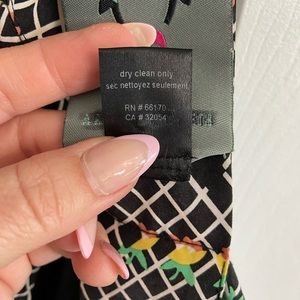 dry clean only
sec nettoyez seulement
RN # 66170
CA # 32054